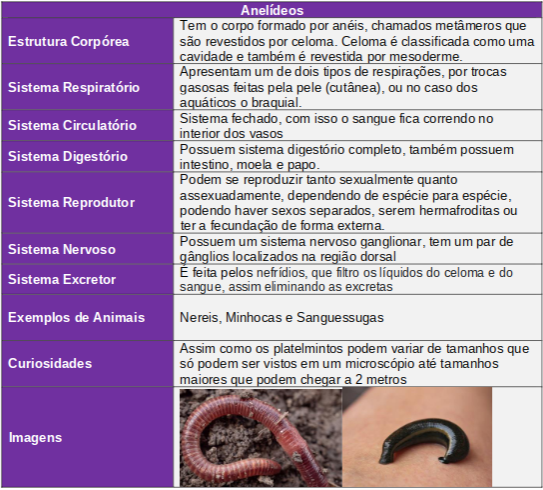 Anelídeos
Estrutura Corpórea
Tem o corpo formado por anéis, chamados metâmeros que
são revestidos por celoma. Celoma é classificada como uma
cavidade e também é revestida por mesoderme.
Sistema Respiratório
Apresentam um de dois tipos de respirações, por trocas
gasosas feitas pela pele (cutânea), ou no caso dos
aquáticos o braquial.
Sistema Circulatório
Sistema fechado, com isso o sangue fica correndo no
interior dos vasos
Sistema Digestório
Possuem sistema digestório completo, também possuem
intestino, moela e papo.
Sistema Reprodutor
Podem se reproduzir tanto sexualmente quanto
assexuadamente, dependendo de espécie para espécie,
podendo haver sexos separados, serem hermafroditas ou
ter a fecundação de forma externa.
Sistema Nervoso
Possuem um sistema nervoso ganglionar, tem um par de
gânglios localizados na região dorsal
Sistema Excretor
É feita pelos nefrídios, que filtro os líquidos do celoma e do
sangue, assim eliminando as excretas
Exemplos de Animais
Nereis, Minhocas e Sanguessugas
Curiosidades
Assim como os platelmintos podem variar de tamanhos que
só podem ser vistos em um microscópio até tamanhos
maiores que podem chegar a 2 metros
Imagens